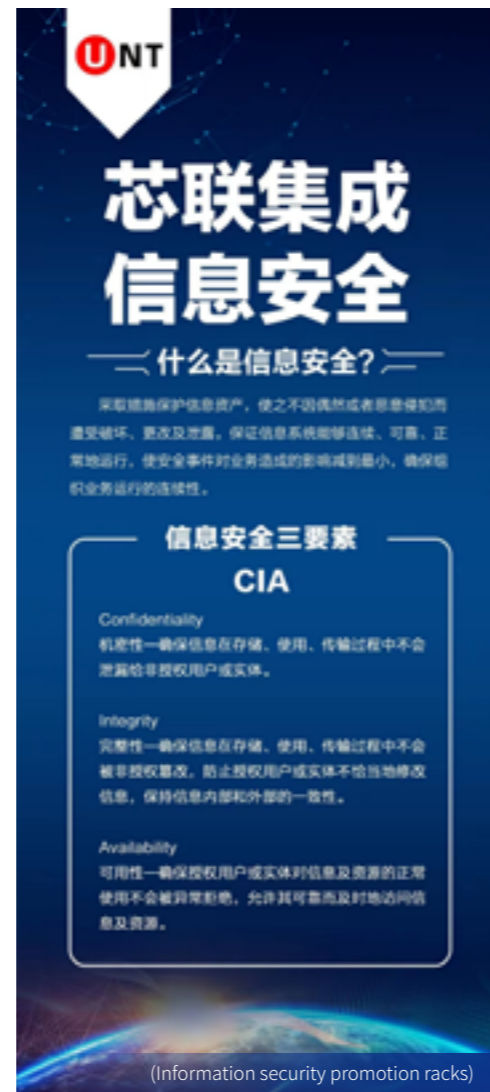 UNT
芯联集成
信息安全
什么是信息安全?
采取措施保护信息资产,使之不因偶然或者恶意侵犯而
遭受破坏、更改及泄露,保证信息系统能够连续、可靠、正
常地运行,使安全事件对业务造成的影响减到最小,确保组
织业务运行的连续性。
信息安全三要素
CIA
Confidentiality
机密性—确保信息在存储、使用、传输过程中不会
泄漏给非授权用户或实体。
Integrity
完整性—确保信息在存储、使用、传输过程中不会
被非授权篡改,防止授权用户或实体不恰当地修改
信息,保持信息内部和外部的一致性。
Availability
可用性—确保授权用户或实体对信息及资源的正常
使用不会被异常拒绝,允许其可靠而及时地访问信
息及资源。
(Information security promotion racks)